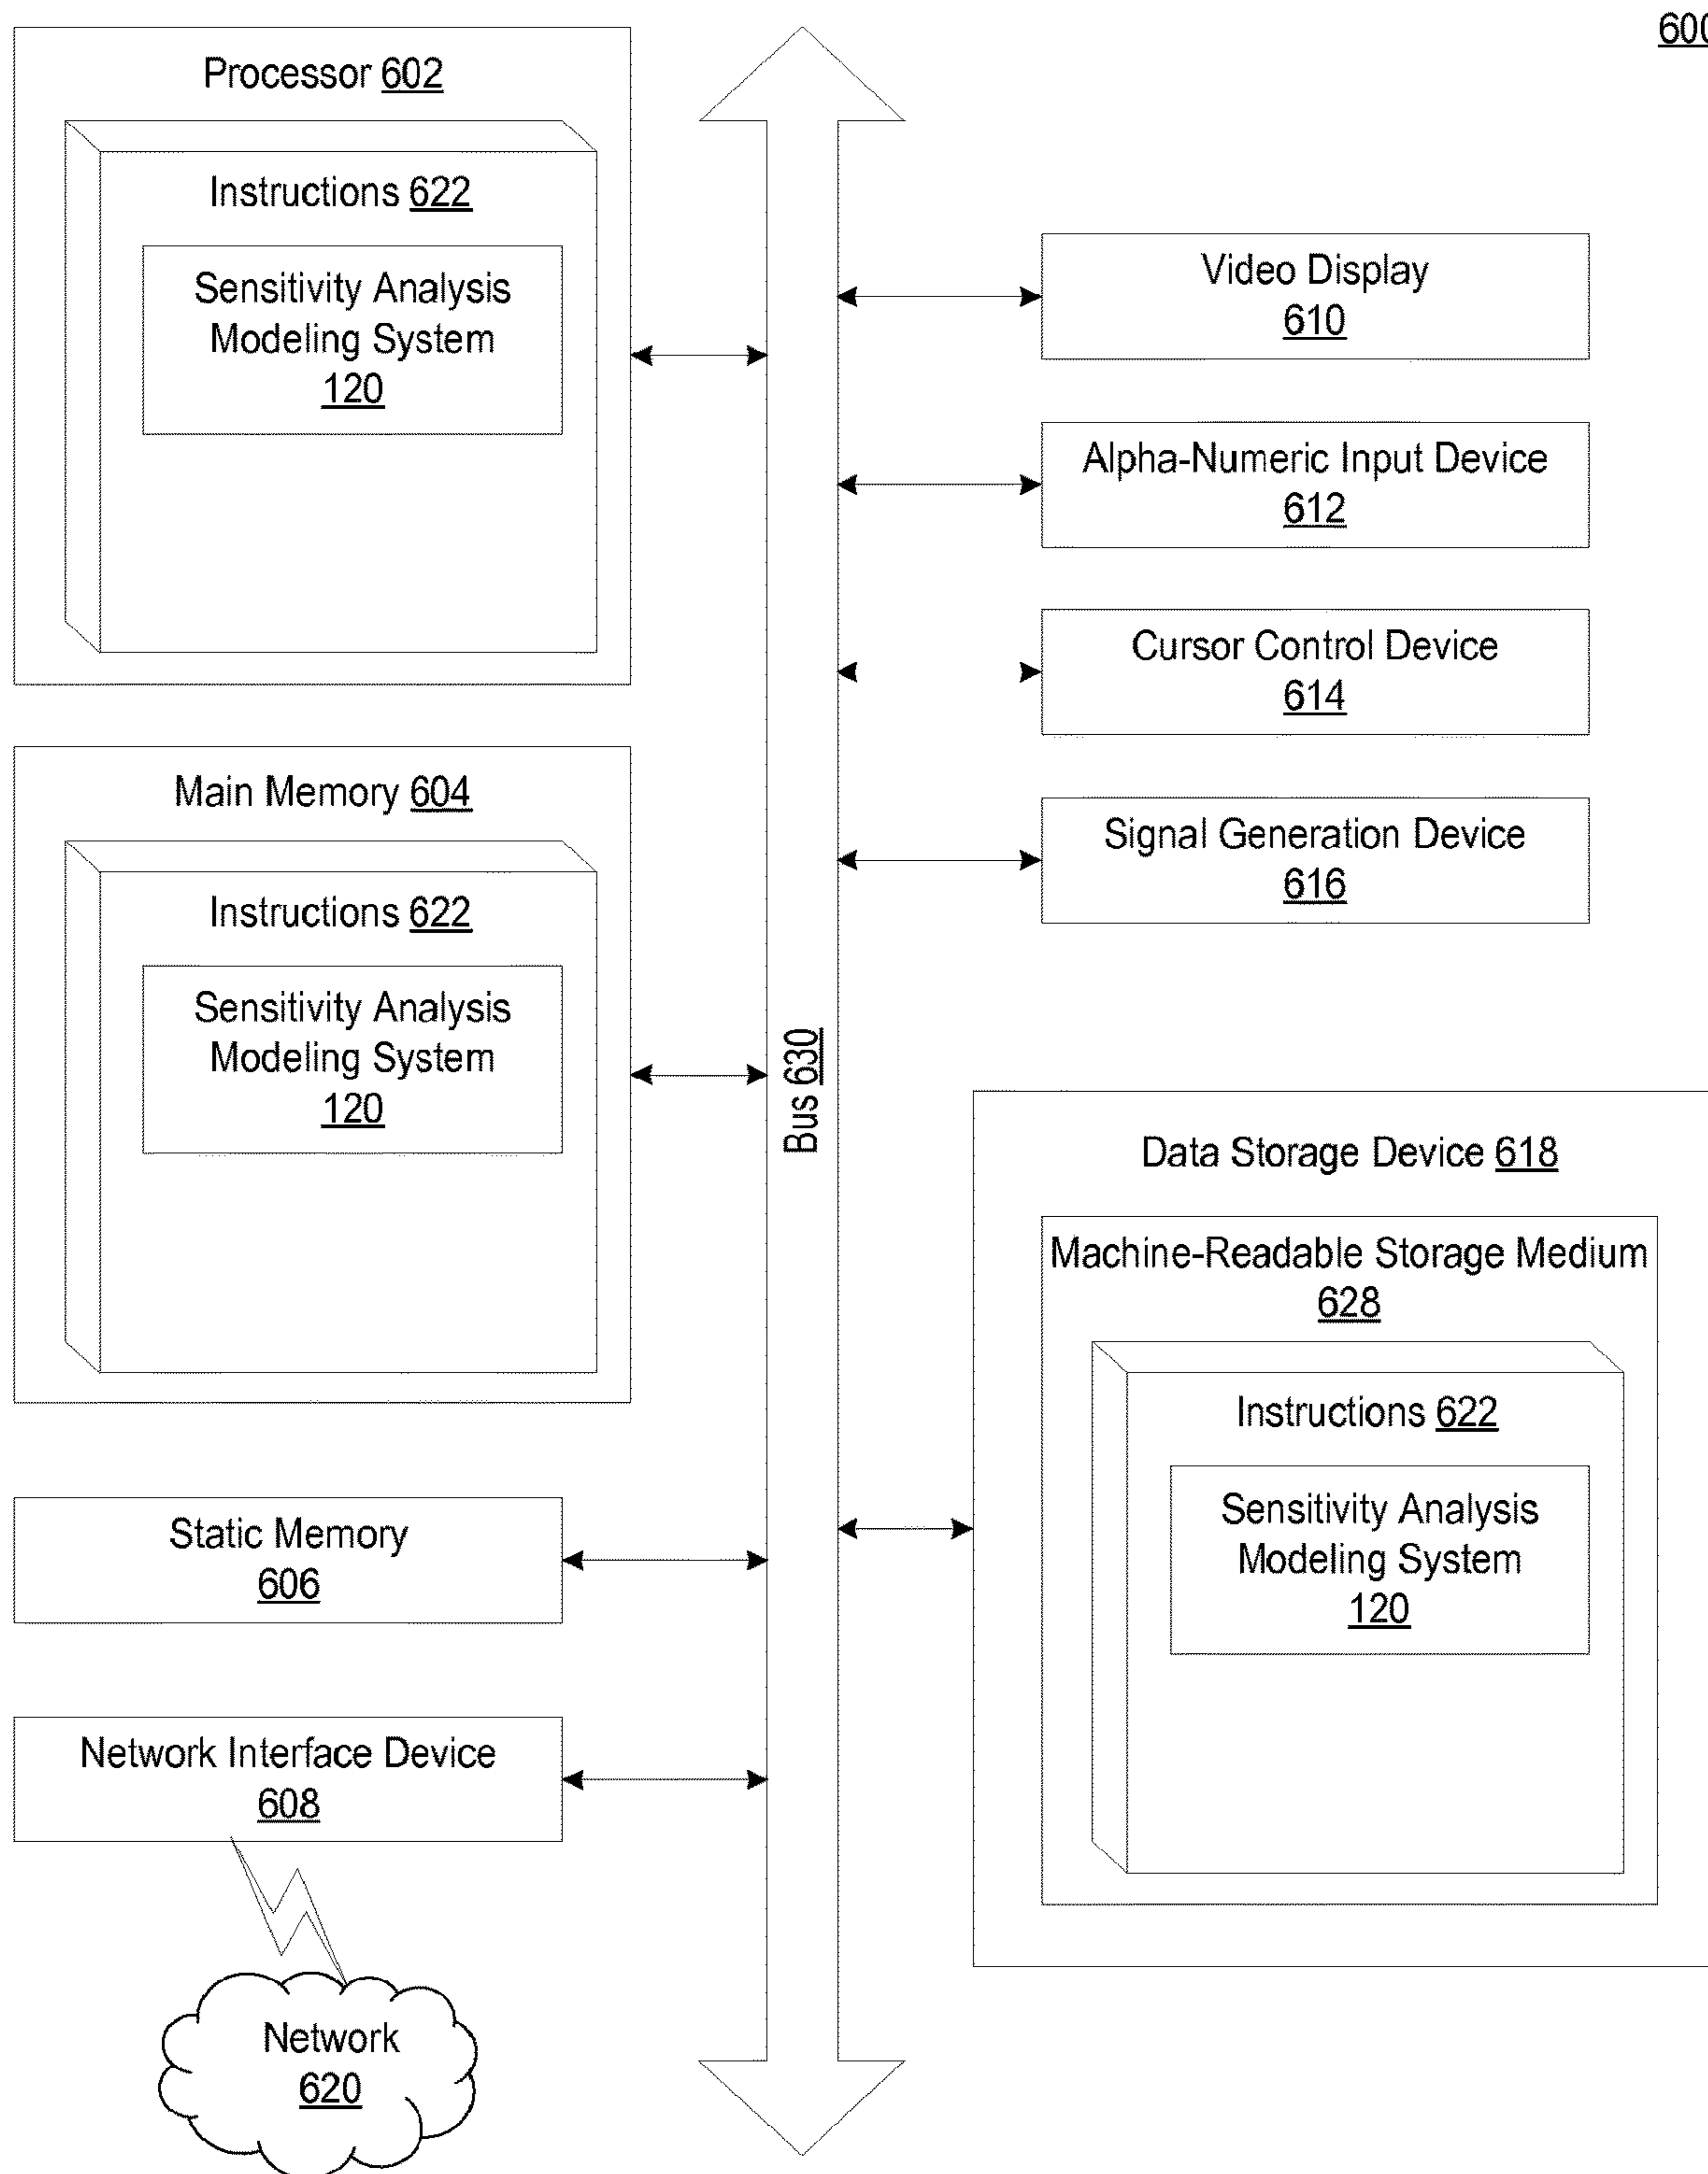 600
Processor 602
Instructions 622
Sensitivity Analysis
Modeling System
120
Main Memory 604
Instructions 622
Sensitivity Analysis
Modeling System
120
Static Memory
606
Network Interface Device
608
Network
620
Bus 630
Video Display
610
Alpha-Numeric Input Device
612
Cursor Control Device
614
Signal Generation Device
616
Data Storage Device 618
Machine-Readable Storage Medium
628
Instructions 622
Sensitivity Analysis
Modeling System
120